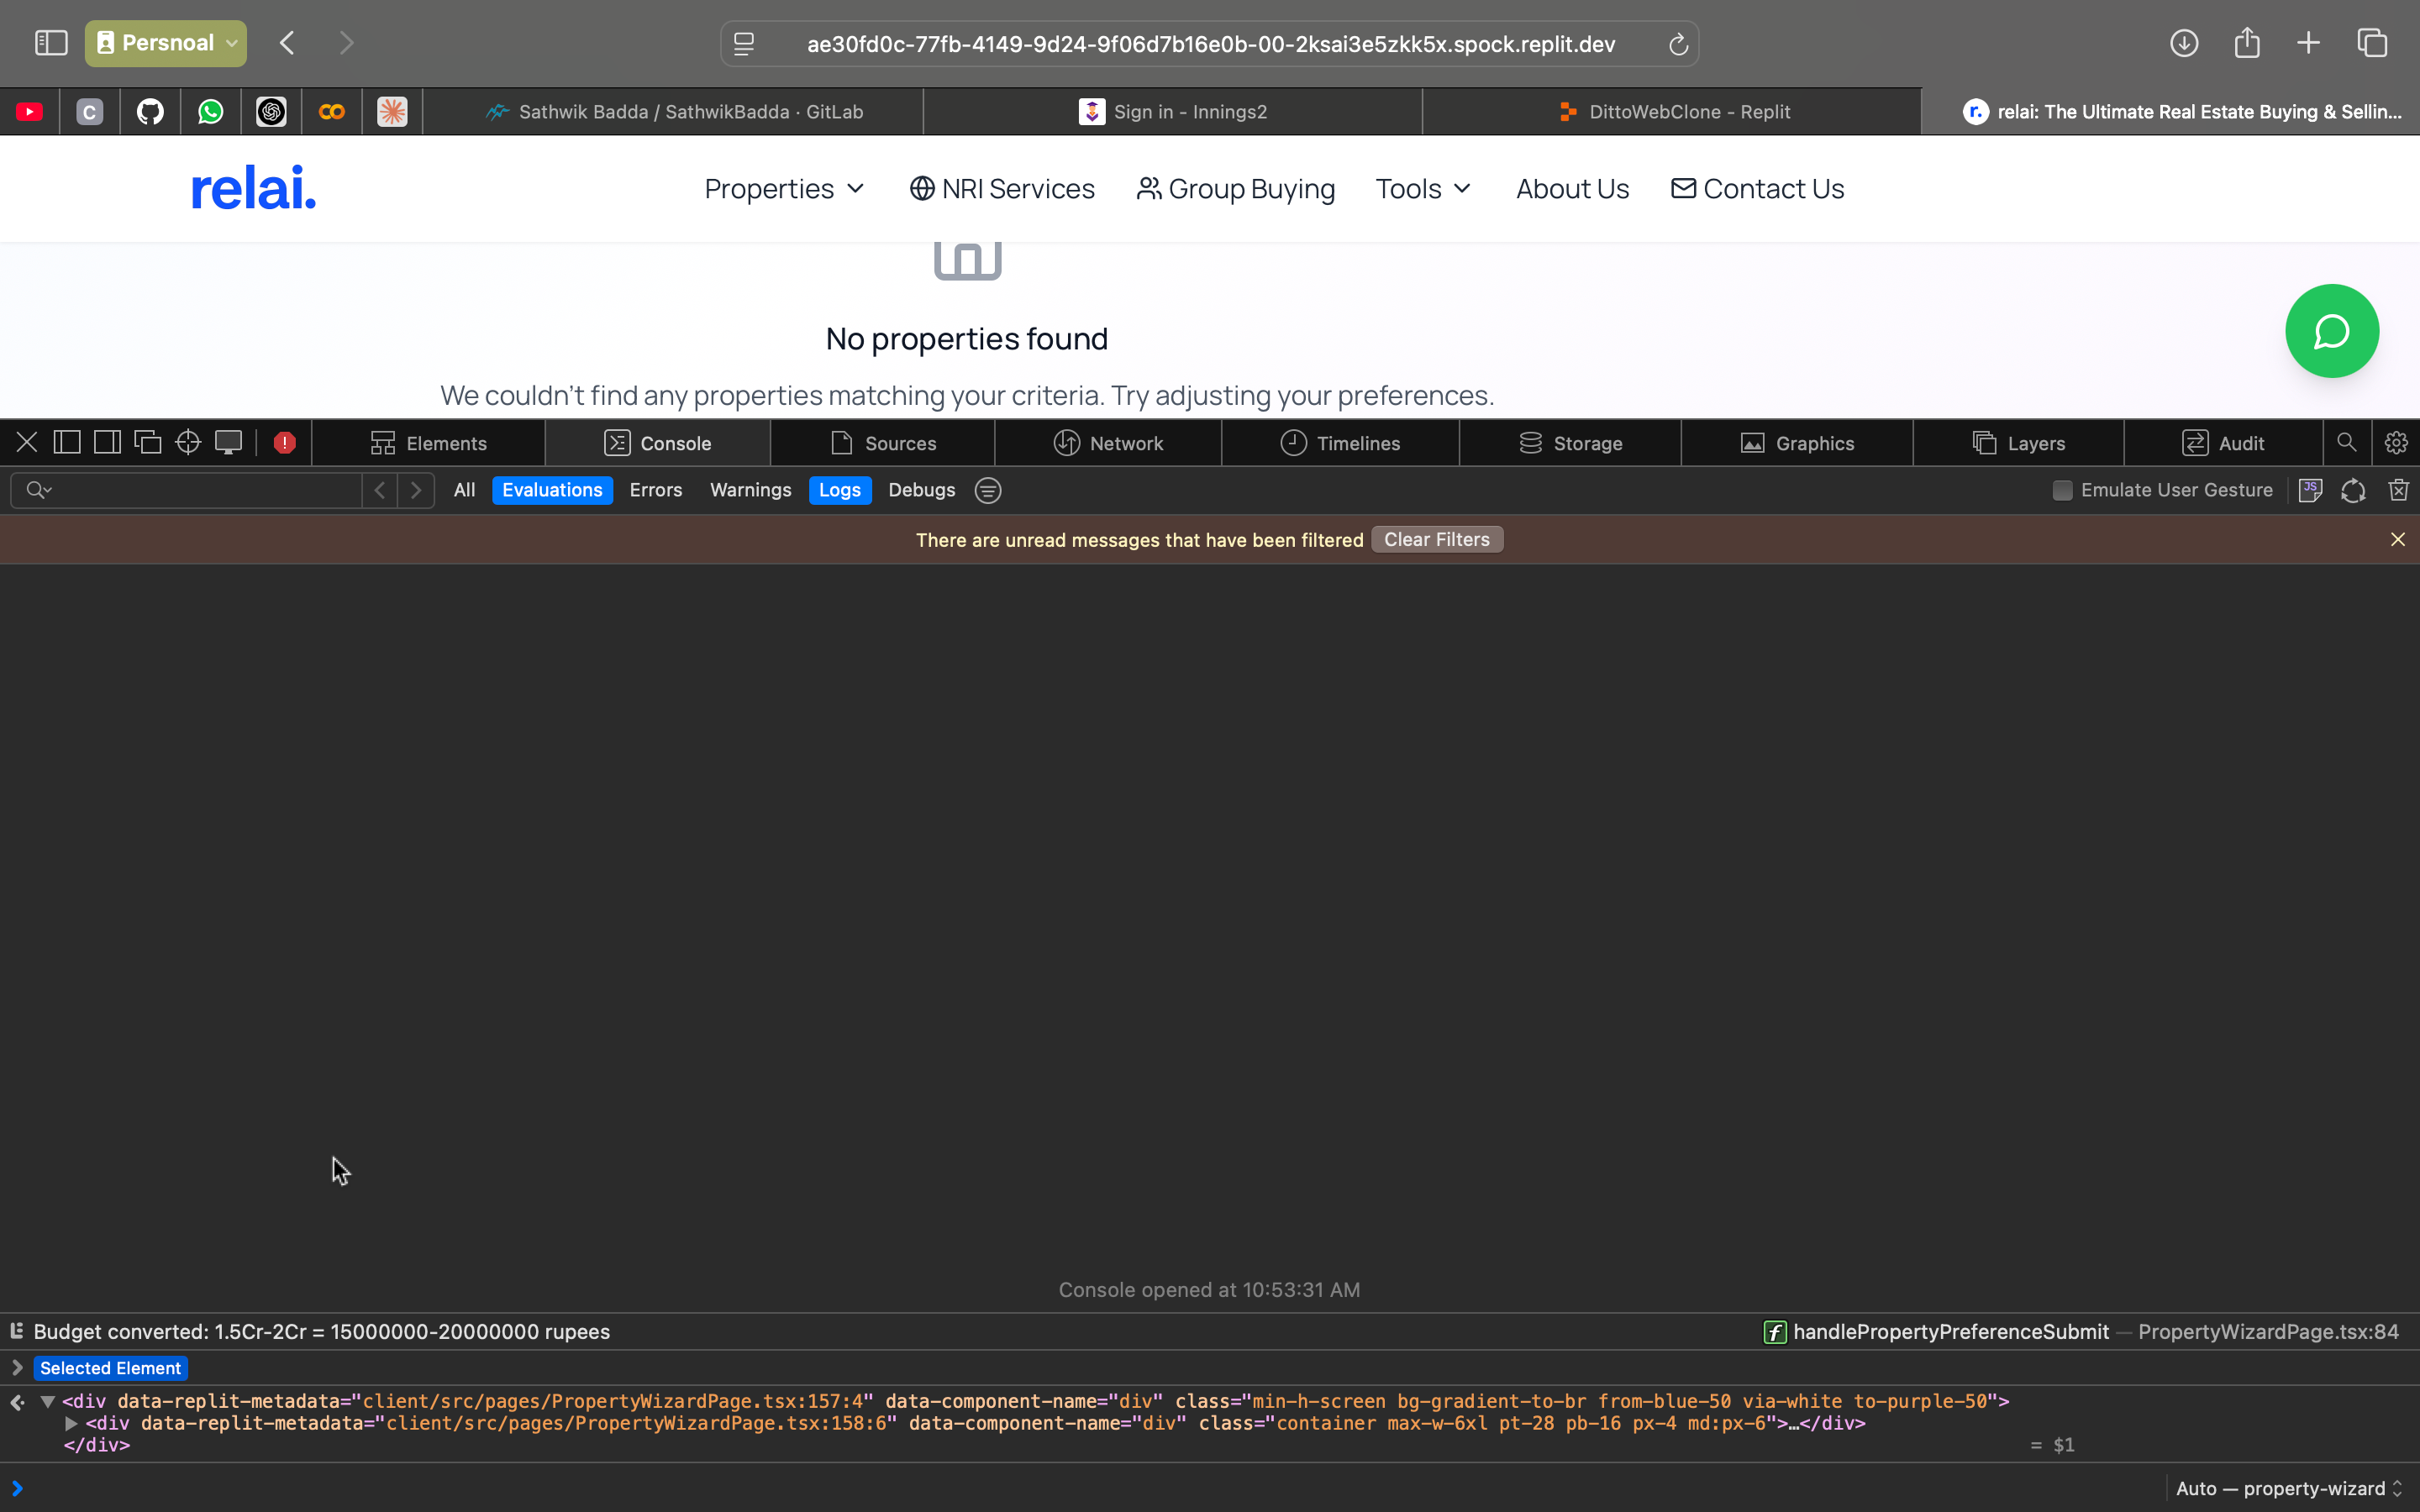 Persnoal
ae30fd0c-77fb-4149-9d24-9f06d7b16e0b-00-2ksai3e5zkk5x.spock.replit.dev
C
Sathwik Badda / SathwikBadda · GitLab
Sign in - Innings2
DittoWebClone - Replit
r. relai: The Ultimate Real Estate Buying & Sellin...
relai.
Properties NRI Services Group Buying Tools About Us Contact Us
No properties found
We couldn't find any properties matching your criteria. Try adjusting your preferences.
Elements Console Sources Network Timelines Storage Graphics Layers Audit
All Evaluations Errors Warnings Logs Debugs Emulate User Gesture JS
There are unread messages that have been filtered Clear Filters
Console opened at 10:53:31 AM
Budget converted: 1.5Cr-2Cr = 15000000-20000000 rupees f handlePropertyPreferenceSubmit — PropertyWizardPage.tsx:84
Selected Element
<div data-replit-metadata="client/src/pages/PropertyWizardPage.tsx:157:4" data-component-name="div" class="min-h-screen bg-gradient-to-br from-blue-50 via-white to-purple-50">
<div data-replit-metadata="client/src/pages/PropertyWizardPage.tsx:158:6" data-component-name="div" class="container max-w-6xl pt-28 pb-16 px-4 md:px-6">…</div>
</div>
= $1
Auto — property-wizard